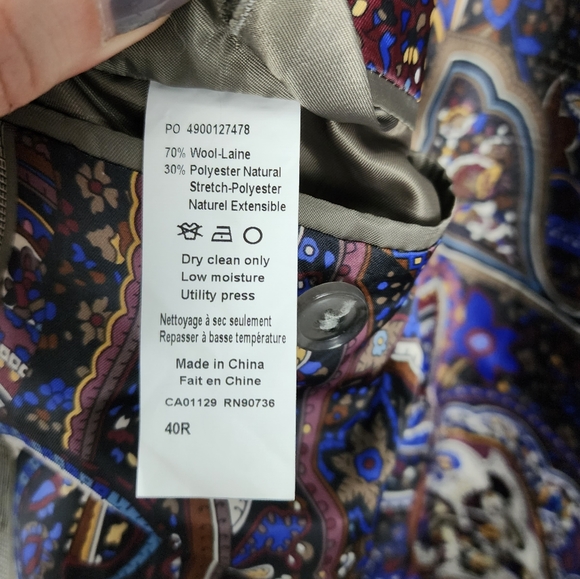 PO 4900127478
70% Wool-Laine
30% Polyester Natural
Stretch-Polyester
Naturel Extensible
Dry clean only
Low moisture
Utility press
Nettoyage à sec seulement
Repasser à basse température
Made in China
Fait en Chine
CA01129 RN90736
40R